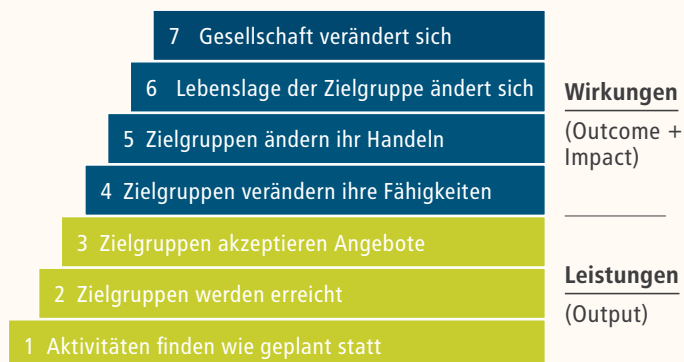 7 Gesellschaft verändert sich
6 Lebenslage der Zielgruppe ändert sich
5 Zielgruppen ändern ihr Handeln
4 Zielgruppen verändern ihre Fähigkeiten
3 Zielgruppen akzeptieren Angebote
2 Zielgruppen werden erreicht
1 Aktivitäten finden wie geplant statt
Wirkungen
(Outcome +
Impact)
Leistungen
(Output)